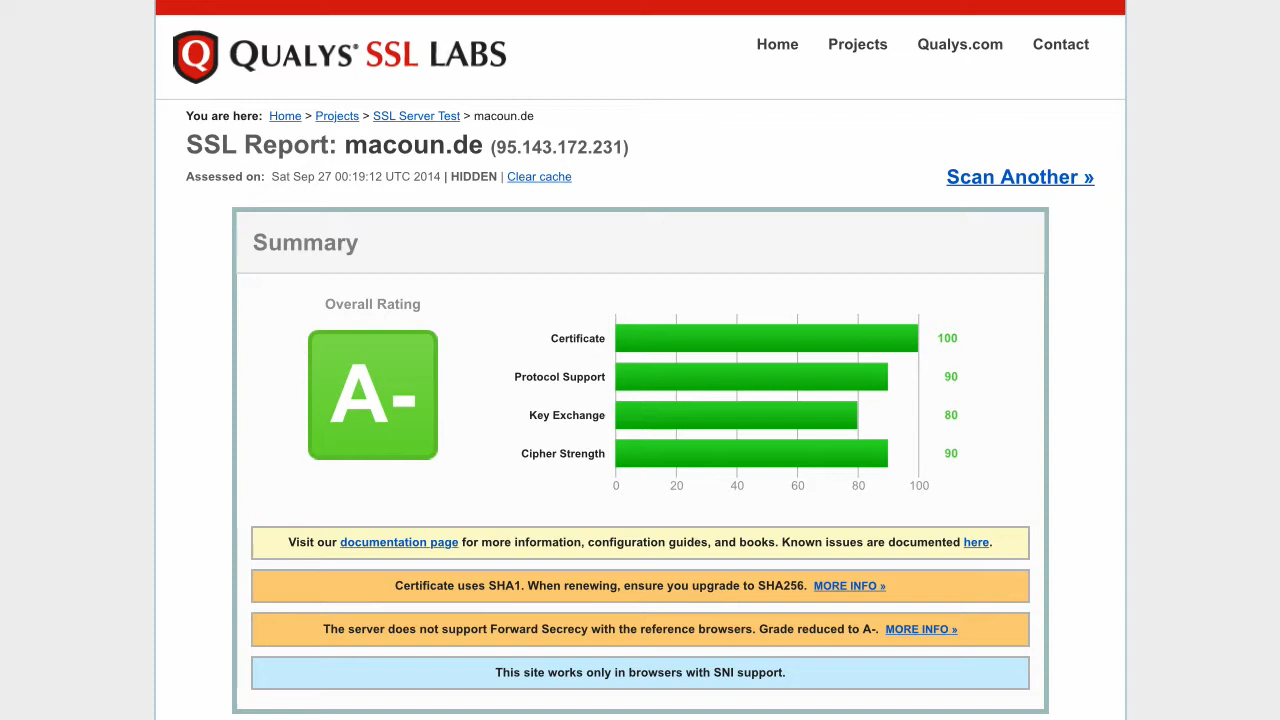 QUALYS® SSL LABS
Home Projects Qualys.com Contact
You are here: Home > Projects > SSL Server Test > macoun.de
SSL Report: macoun.de (95.143.172.231)
Assessed on: Sat Sep 27 00:19:12 UTC 2014 | HIDDEN | Clear cache
Scan Another »
Summary
Overall Rating
A-
Certificate 100
Protocol Support 90
Key Exchange 80
Cipher Strength 90
0 20 40 60 80 100
Visit our documentation page for more information, configuration guides, and books. Known issues are documented here.
Certificate uses SHA1. When renewing, ensure you upgrade to SHA256. MORE INFO »
The server does not support Forward Secrecy with the reference browsers. Grade reduced to A-. MORE INFO »
This site works only in browsers with SNI support.